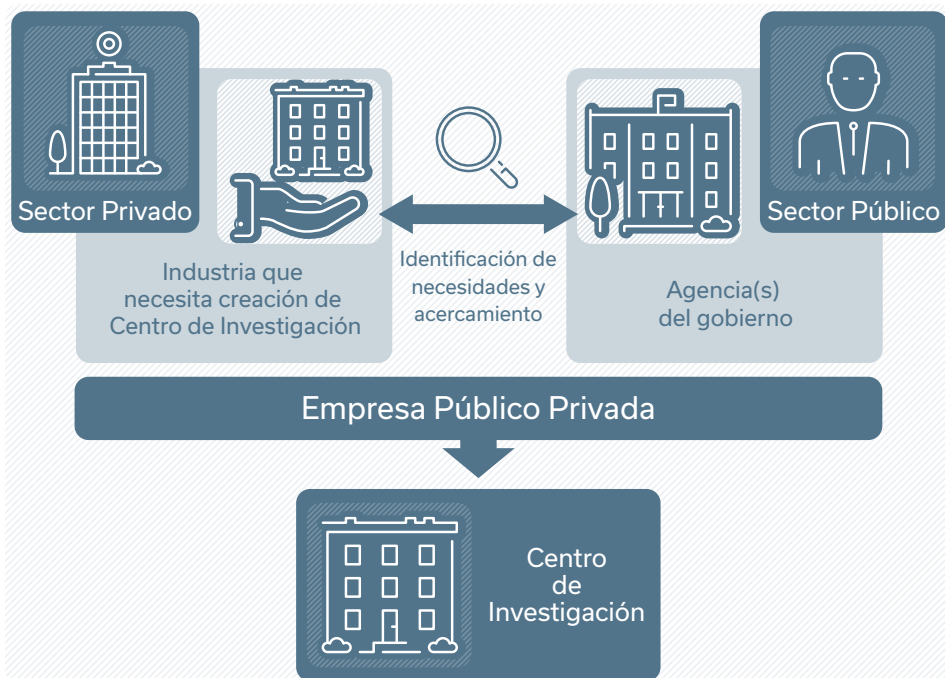 Sector Privado
Sector Público
Industria que
necesita creación de
Centro de Investigación
Identificación de
necesidades y
acercamiento
Agencia(s)
del gobierno
Empresa Público Privada
Centro
de
Investigación